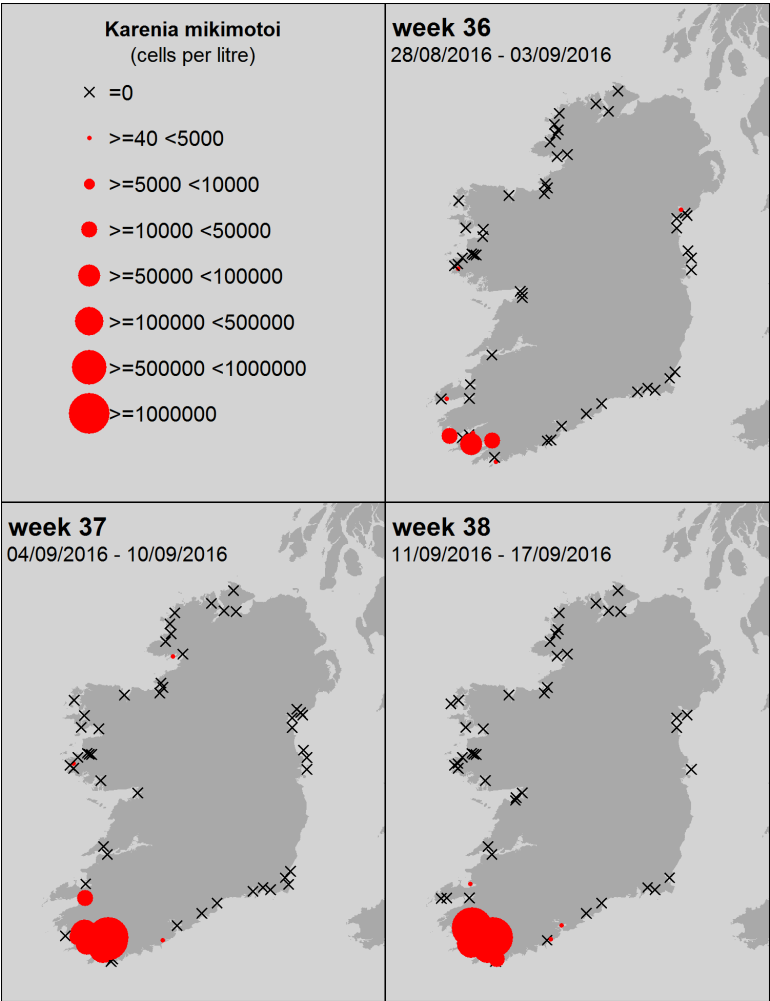 Karenia mikimotoi
(cells per litre)
=0
>=40 <5000
>=5000 <10000
>=10000 <50000
>=50000 <100000
>=100000 <500000
>=500000 <1000000
>=1000000
week 36
28/08/2016 - 03/09/2016
week 37
04/09/2016 - 10/09/2016
week 38
11/09/2016 - 17/09/2016